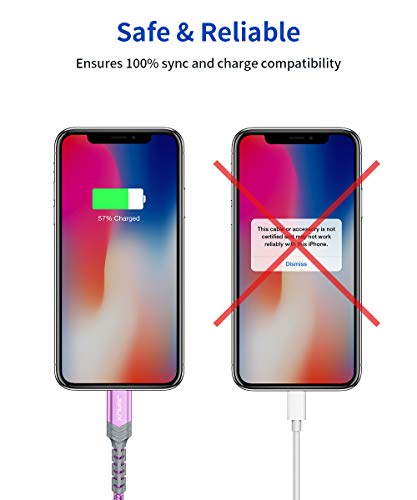 Safe & Reliable
Ensures 100% sync and charge compatibility
57% Charged
This cable or accessory is not
certified and may not work
reliably with this iPhone.
Dismiss